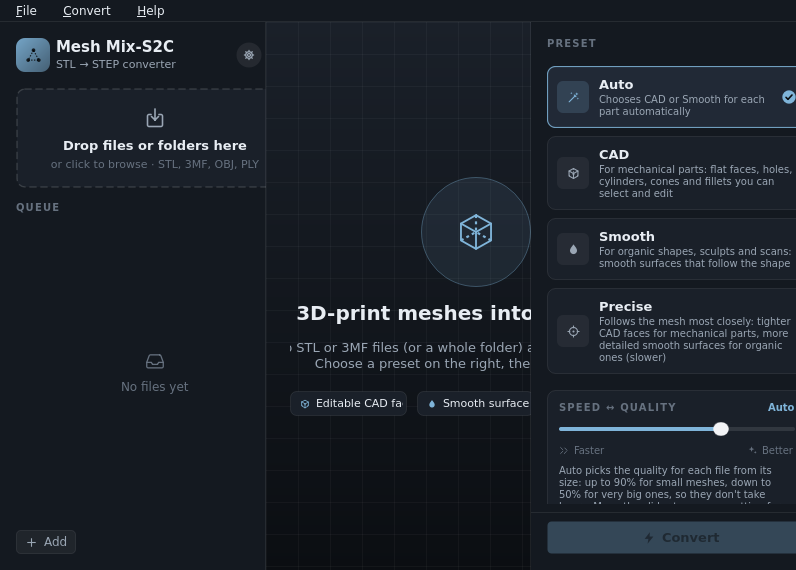 File Convert Help
Mesh Mix-S2C
STL → STEP converter
Drop files or folders here
or click to browse · STL, 3MF, OBJ, PLY
QUEUE
No files yet
+ Add
3D-print meshes into
STL or 3MF files (or a whole folder)
Choose a preset on the right, the
Editable CAD fa
Smooth surface
PRESET
Auto
Chooses CAD or Smooth for each
part automatically
CAD
For mechanical parts: flat faces, holes,
cylinders, cones and fillets you can
select and edit
Smooth
For organic shapes, sculpts and scans:
smooth surfaces that follow the shape
Precise
Follows the mesh most closely: tighter
CAD faces for mechanical parts, more
detailed smooth surfaces for organic
ones (slower)
SPEED ↔ QUALITY Auto
Faster Better
Auto picks the quality for each file from its
size: up to 90% for small meshes, down to
50% for very big ones, so they don't take
Convert